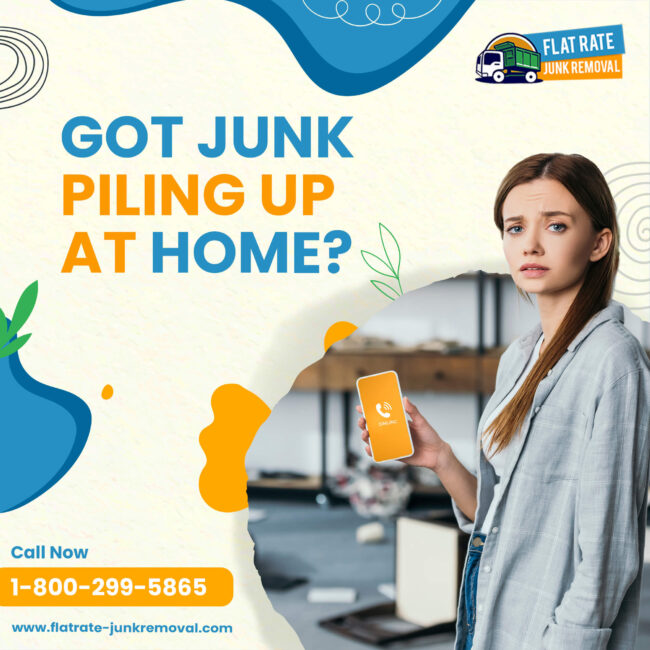 FLAT RATE
JUNK REMOVAL
GOT JUNK
PILING UP
AT HOME?
Call Now
1-800-299-5865
www.flatrate-junkremoval.com